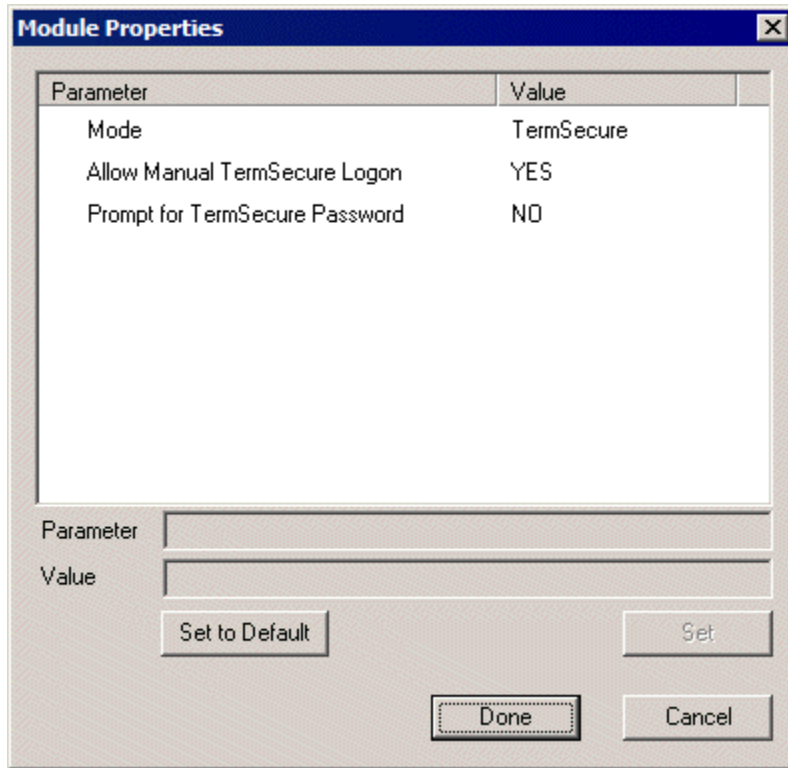 Module Properties
Parameter Value
Mode TermSecure
Allow Manual TermSecure Logon YES
Prompt for TermSecure Password NO
Parameter
Value
Set to Default Set
Done Cancel